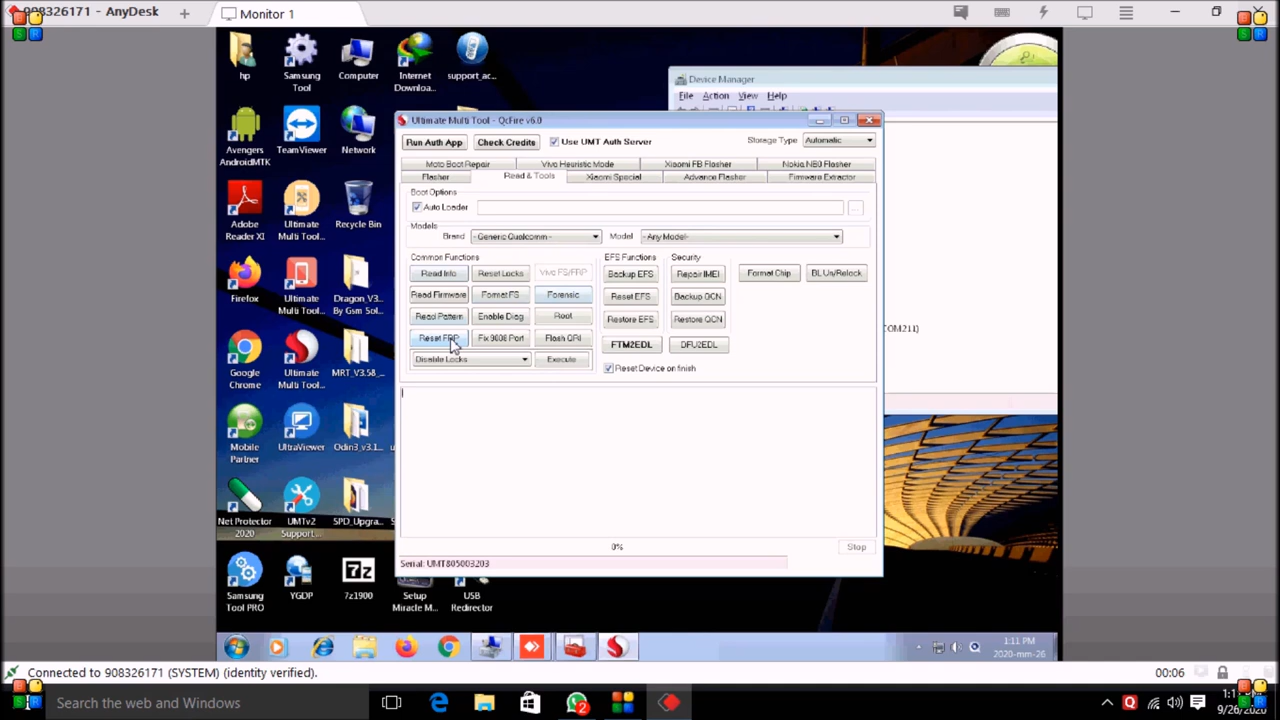 908326171 - AnyDesk
Monitor 1
hp
Samsung Tool
Computer
Internet Downloa...
support_ac...
Avengers AndroidMTK
TeamViewer
Network
Adobe Reader XI
Ultimate Multi Tool...
Recycle Bin
Firefox
Ultimate Multi Tool...
Dragon_V3... By Gsm Sol...
Google Chrome
Ultimate Multi Tool...
MRT_V3.58_...
Mobile Partner
UltraViewer
Odin3_v3.1...
Net Protector 2020
UMTv2 Support...
SPD_Upgra...
Samsung Tool PRO
YGDP
7z1900
Setup Miracle M...
USB Redirector
Device Manager
File Action View Help
COM211)
Ultimate Multi Tool - QcFire v6.0
Run Auth App
Check Credits
Use UMT Auth Server
Storage Type
Automatic
Moto Boot Repair
Vivo Heuristic Mode
Xiaomi FB Flasher
Nokia NB0 Flasher
Flasher
Read & Tools
Xiaomi Special
Advance Flasher
Firmware Extractor
Boot Options
Auto Loader
...
Models
Brand
- Generic Qualcomm -
Model
- Any Model-
Common Functions
EFS Functions
Security
Read Info
Reset Locks
Vivo FS/FRP
Backup EFS
Repair IMEI
Format Chip
BL Un/Relock
Read Firmware
Format FS
Forensic
Reset EFS
Backup QCN
Read Pattern
Enable Diag
Root
Restore EFS
Restore QCN
Reset FRP
Fix 9008 Port
Flash QRI
FTM2EDL
DFU2EDL
Disable Locks
Execute
Reset Device on finish
0%
Stop
Serial: UMT805003203
1:11 PM
2020-mm-26
Connected to 908326171 (SYSTEM) (identity verified).
00:06
Search the web and Windows
2